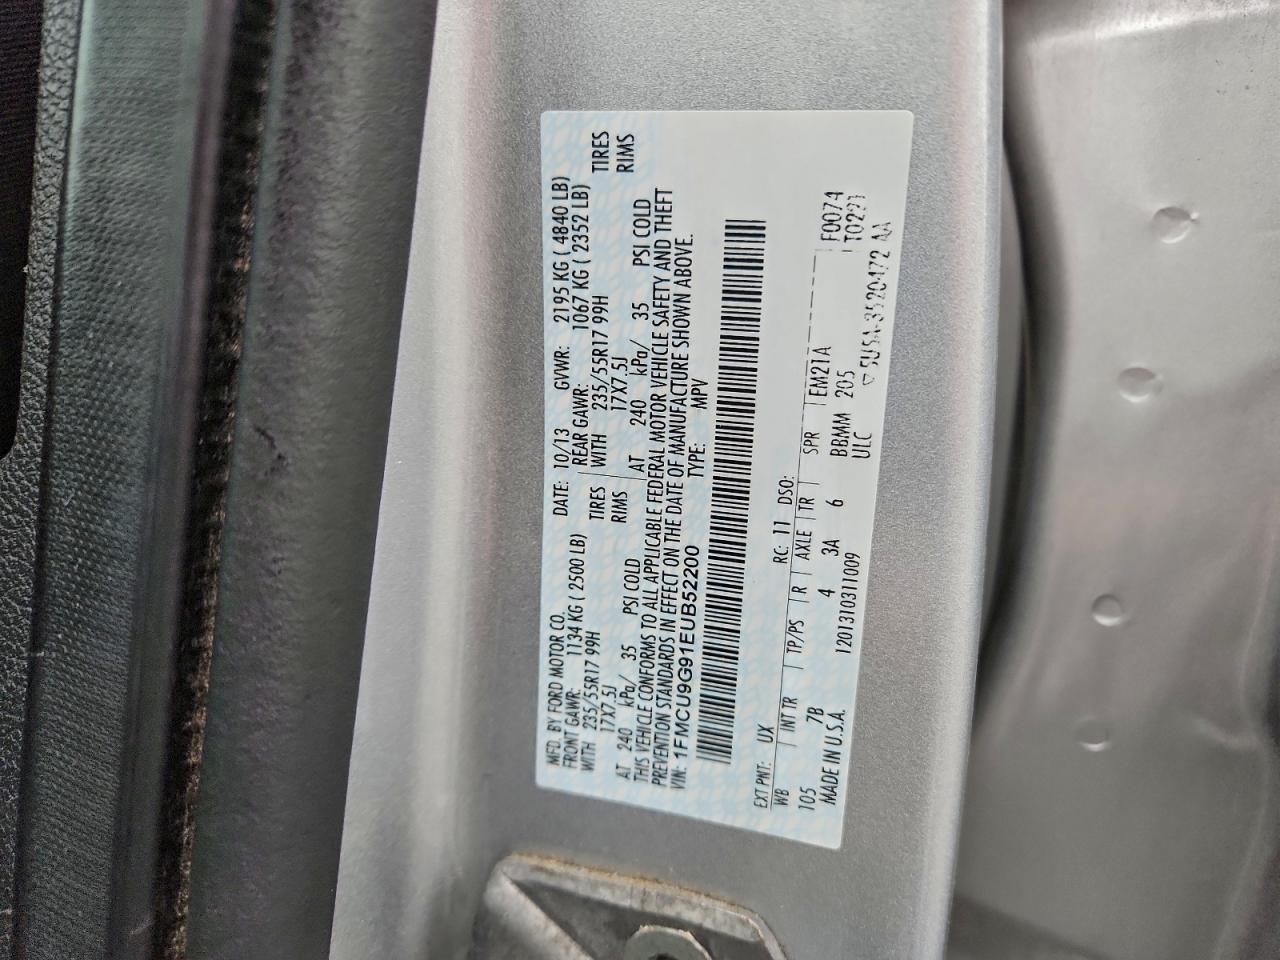 MFD. BY FORD MOTOR CO.
DATE: 10/13 GVWR: 2195 KG ( 4840 LB)
FRONT GAWR: 1134 KG ( 2500 LB) REAR GAWR: 1067 KG ( 2352 LB)
WITH 235/55R17 99H TIRES WITH 235/55R17 99H TIRES
17X7.5J RIMS 17X7.5J RIMS
AT 240 kPa/ 35 PSI COLD AT 240 kPa/ 35 PSI COLD
THIS VEHICLE CONFORMS TO ALL APPLICABLE FEDERAL MOTOR VEHICLE SAFETY AND THEFT
PREVENTION STANDARDS IN EFFECT ON THE DATE OF MANUFACTURE SHOWN ABOVE.
VIN: 1FMCU9G91EUB52200 TYPE: MPV
EXT PNT: UX RC: 11 DSO:
WB INT TR TP/PS R AXLE TR SPR EM21A F0074
105 7B 4 3A 6 BBMM 205 T0221
MADE IN U.S.A. 1201310311009 ULC
5USA-3520472 AA